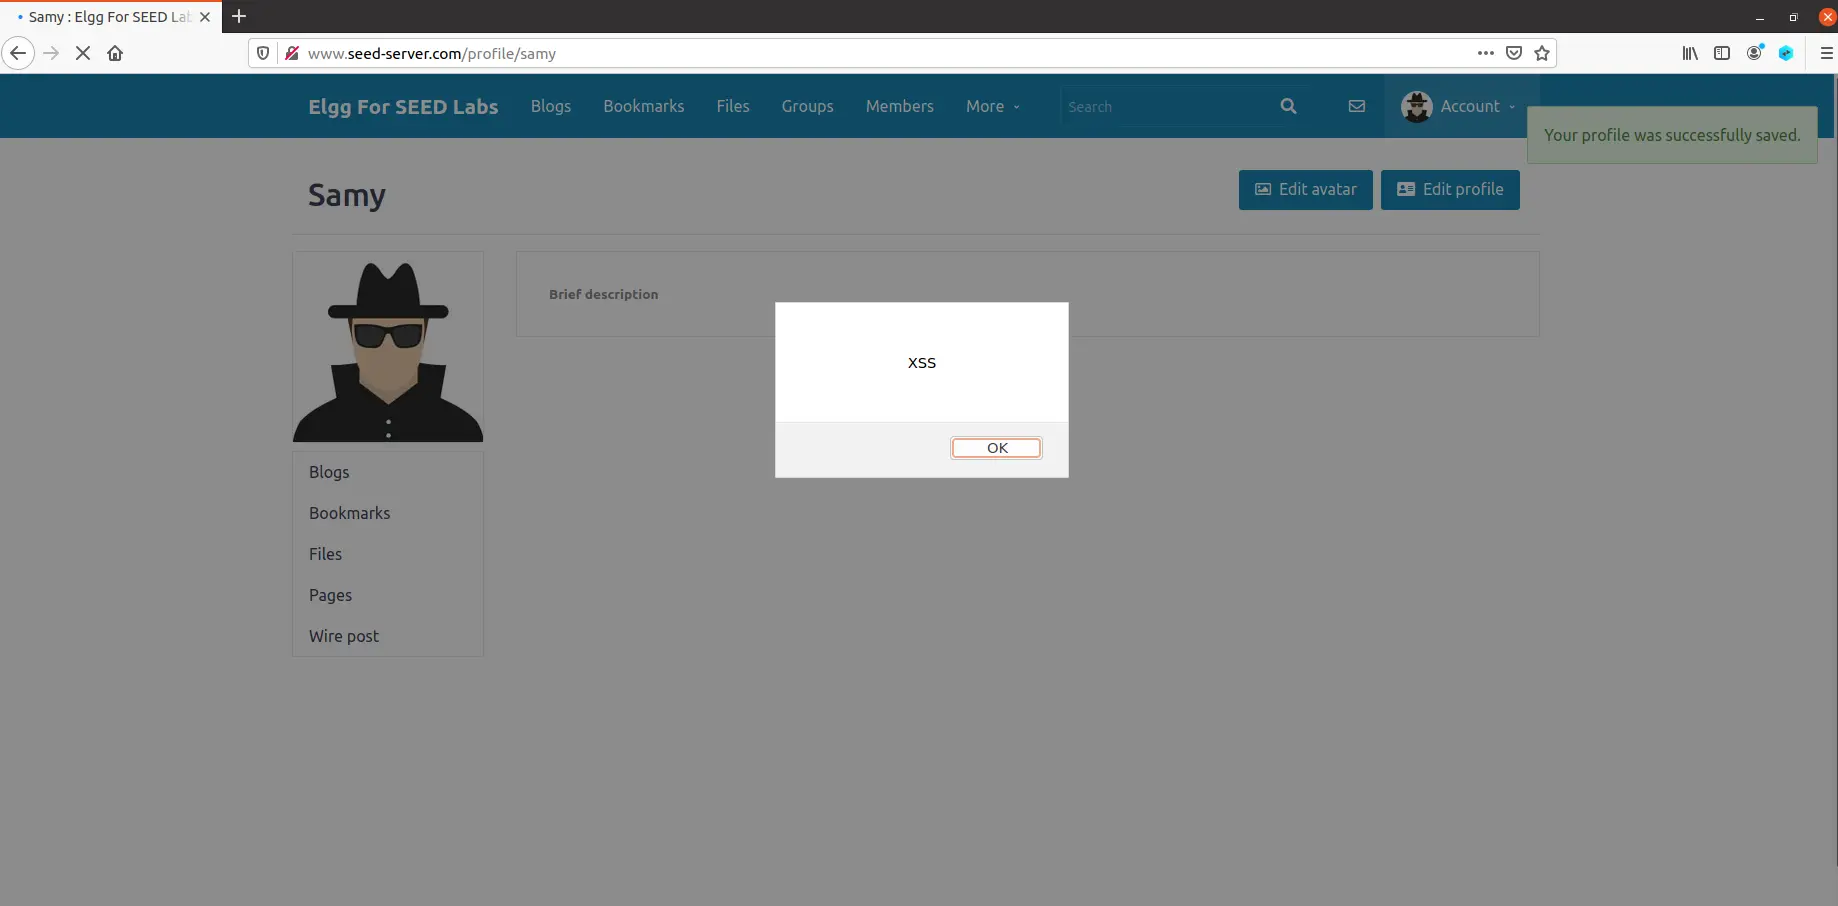 Samy : Elgg For SEED Lab
www.seed-server.com/profile/samy
Elgg For SEED Labs Blogs Bookmarks Files Groups Members More Search Account
Your profile was successfully saved.
Samy
Edit avatar Edit profile
Brief description
XSS
OK
Blogs
Bookmarks
Files
Pages
Wire post